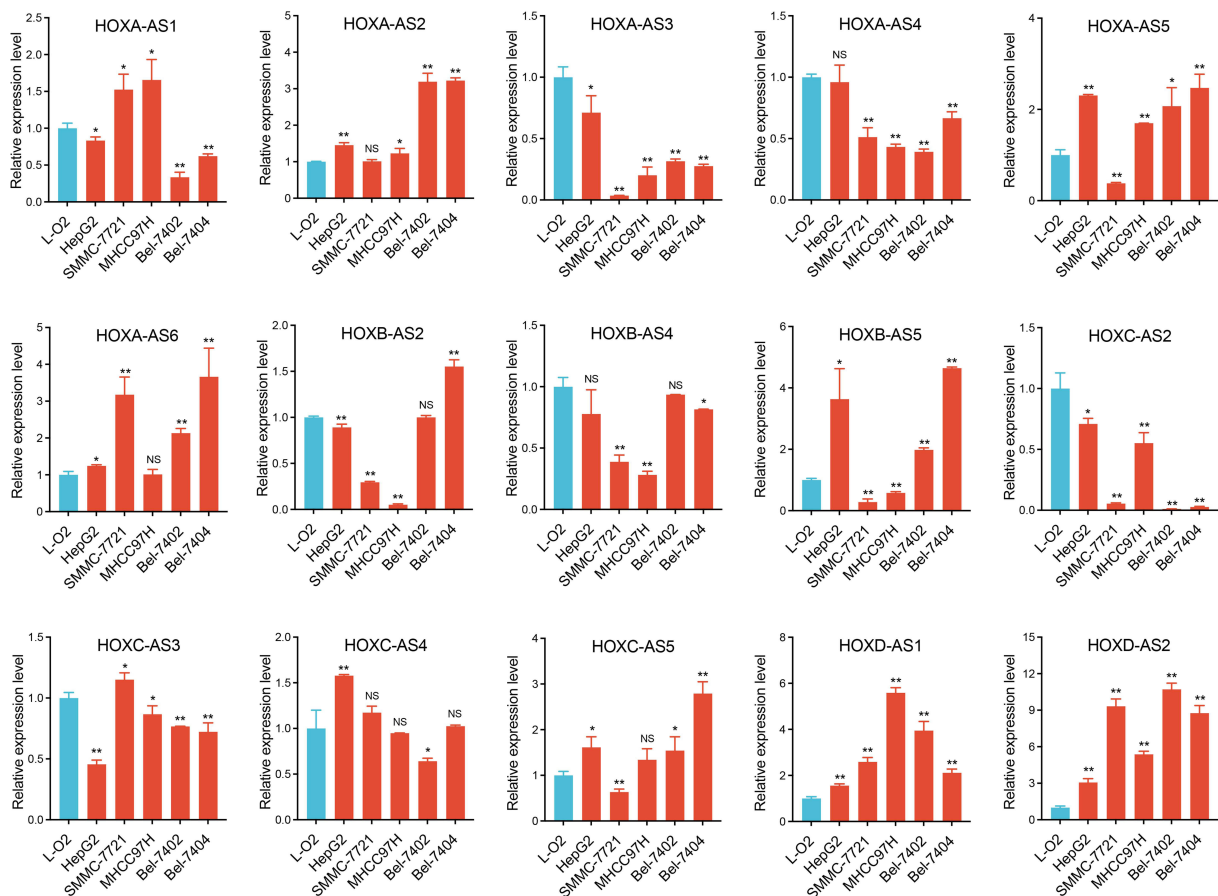 HOXA-AS1
Relative expression level
2.5
2.0
1.5
1.0
0.5
0.0
* * * ** **
L-O2 HepG2 SMMC-7721 MHCC97H Bel-7402 Bel-7404
HOXA-AS2
Relative expression level
5
4
3
2
1
0
** NS * ** **
L-O2 HepG2 SMMC-7721 MHCC97H Bel-7402 Bel-7404
HOXA-AS3
Relative expression level
1.5
1.0
0.5
0.0
* ** ** ** **
L-O2 HepG2 SMMC-7721 MHCC97H Bel-7402 Bel-7404
HOXA-AS4
Relative expression level
1.5
1.0
0.5
0.0
NS ** ** ** **
L-O2 HepG2 SMMC-7721 MHCC97H Bel-7402 Bel-7404
HOXA-AS5
Relative expression level
4
3
2
1
0
** ** ** * **
L-O2 HepG2 SMMC-7721 MHCC97H Bel-7402 Bel-7404
HOXA-AS6
Relative expression level
5
4
3
2
1
0
* ** NS ** **
L-O2 HepG2 SMMC-7721 MHCC97H Bel-7402 Bel-7404
HOXB-AS2
Relative expression level
2.0
1.5
1.0
0.5
0.0
** ** ** NS **
L-O2 HepG2 SMMC-7721 MHCC97H Bel-7402 Bel-7404
HOXB-AS4
Relative expression level
1.5
1.0
0.5
0.0
NS ** ** NS *
L-O2 HepG2 SMMC-7721 MHCC97H Bel-7402 Bel-7404
HOXB-AS5
Relative expression level
6
4
2
0
* ** ** ** **
L-O2 HepG2 SMMC-7721 MHCC97H Bel-7402 Bel-7404
HOXC-AS2
Relative expression level
1.5
1.0
0.5
0.0
* ** ** ** **
L-O2 HepG2 SMMC-7721 MHCC97H Bel-7402 Bel-7404
HOXC-AS3
Relative expression level
1.5
1.0
0.5
0.0
** * * ** **
L-O2 HepG2 SMMC-7721 MHCC97H Bel-7402 Bel-7404
HOXC-AS4
Relative expression level
2.0
1.5
1.0
0.5
0.0
** NS NS * NS
L-O2 HepG2 SMMC-7721 MHCC97H Bel-7402 Bel-7404
HOXC-AS5
Relative expression level
4
3
2
1
0
* ** NS * **
L-O2 HepG2 SMMC-7721 MHCC97H Bel-7402 Bel-7404
HOXD-AS1
Relative expression level
8
6
4
2
0
** ** ** ** **
L-O2 HepG2 SMMC-7721 MHCC97H Bel-7402 Bel-7404
HOXD-AS2
Relative expression level
15
12
9
6
3
0
** ** ** ** **
L-O2 HepG2 SMMC-7721 MHCC97H Bel-7402 Bel-7404